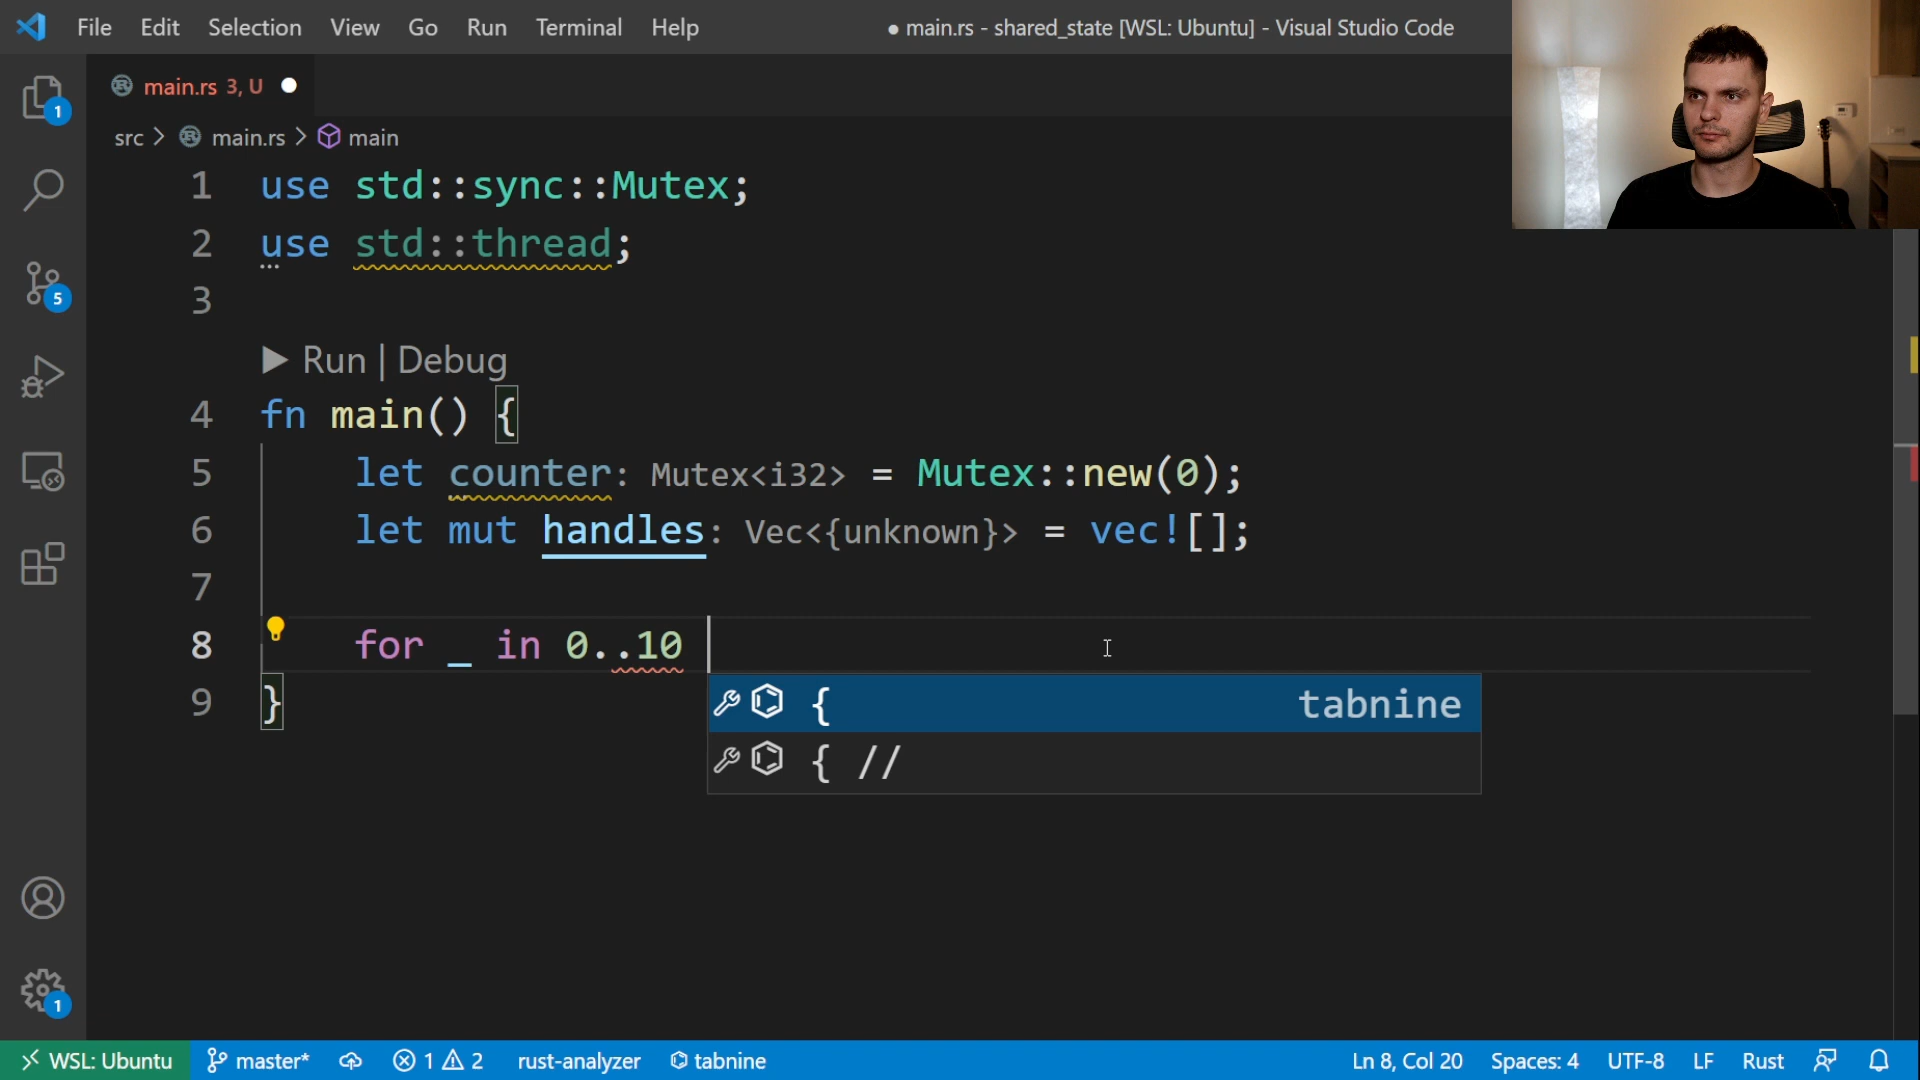 File Edit Selection View Go Run Terminal Help
● main.rs - shared_state [WSL: Ubuntu] - Visual Studio Code
main.rs 3, U
src > main.rs > main
1 use std::sync::Mutex;
2 use std::thread;
3
Run | Debug
4 fn main() {
5 let counter: Mutex<i32> = Mutex::new(0);
6 let mut handles: Vec<{unknown}> = vec![];
7
8 for _ in 0..10
{ tabnine
{ //
9 }
1
5
1
WSL: Ubuntu master* 1 2 rust-analyzer tabnine Ln 8, Col 20 Spaces: 4 UTF-8 LF Rust